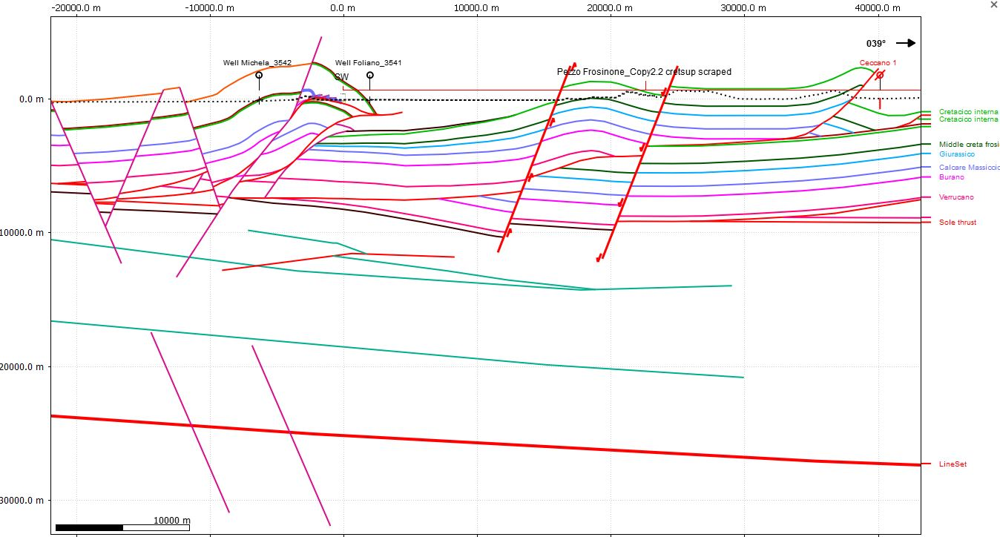 -20000.0 m
-10000.0 m
0.0 m
10000.0 m
20000.0 m
30000.0 m
40000.0 m
039°
Well Michela_3542
Well Foliano_3541
SW
Pezzo Frosinone_Copy2.2 cretsup scraped
Ceccano 1
0.0 m
Cretacico interna
Cretacico interna
Middle creta frosi
Giurassico
Calcare Massiccio
Burano
Verrucano
Sole thrust
10000.0 m
20000.0 m
LineSet
30000.0 m
10000 m